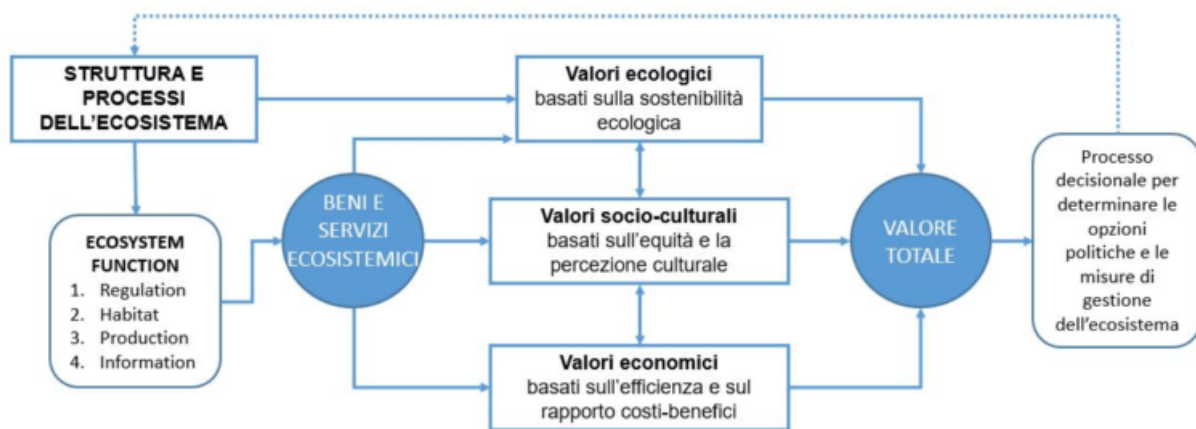 STRUTTURA E
PROCESSI
DELL'ECOSISTEMA
ECOSYSTEM
FUNCTION
1. Regulation
2. Habitat
3. Production
4. Information
BENI E
SERVIZI
ECOSISTEMICI
Valori ecologici
basati sulla sostenibilità
ecologica
Valori socio-culturali
basati sull'equità e la
percezione culturale
Valori economici
basati sull'efficienza e sul
rapporto costi-benefici
VALORE
TOTALE
Processo
decisionale per
determinare le
opzioni
politiche e le
misure di
gestione
dell'ecosistema